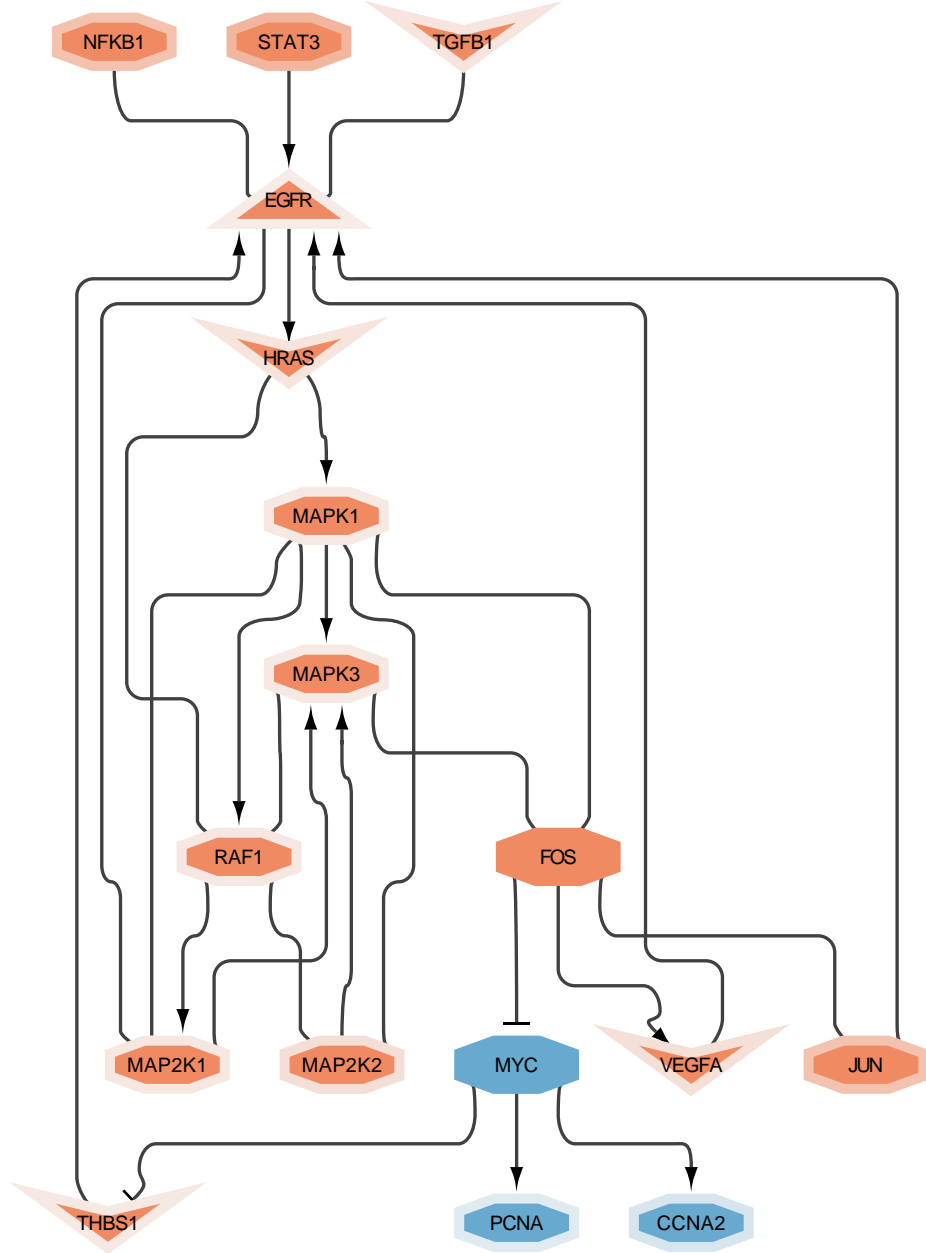 NFKB1
STAT3
TGFB1
EGFR
HRAS
MAPK1
MAPK3
RAF1
FOS
MAP2K1
MAP2K2
MYC
VEGFA
JUN
THBS1
PCNA
CCNA2